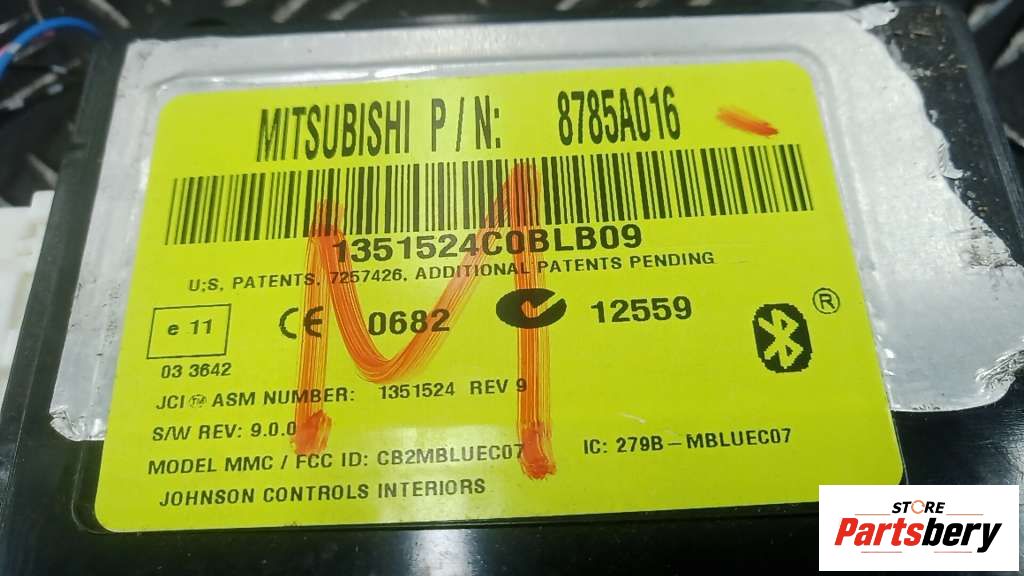 MITSUBISHI P/N: 8785A016
1351524C0BLB09
U;S, PATENTS, 7257426, ADDITIONAL PATENTS PENDING
e 11 CE 0682 12559 ®
03 3642
JCI™ ASM NUMBER: 1351524 REV 9
S/W REV: 9.0.0
MODEL MMC / FCC ID: CB2MBLUEC07 IC: 279B-MBLUEC07
JOHNSON CONTROLS INTERIORS
M
STORE
Partsbery